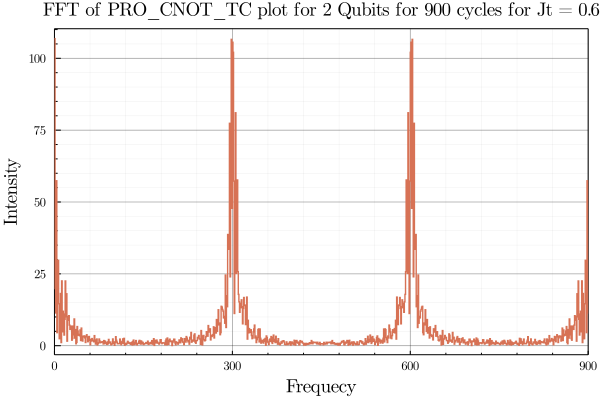 FFT of PRO_CNOT_TC plot for 2 Qubits for 900 cycles for Jt = 0.6
100
75
50
25
0
Intensity
0 300 600 900
Frequecy